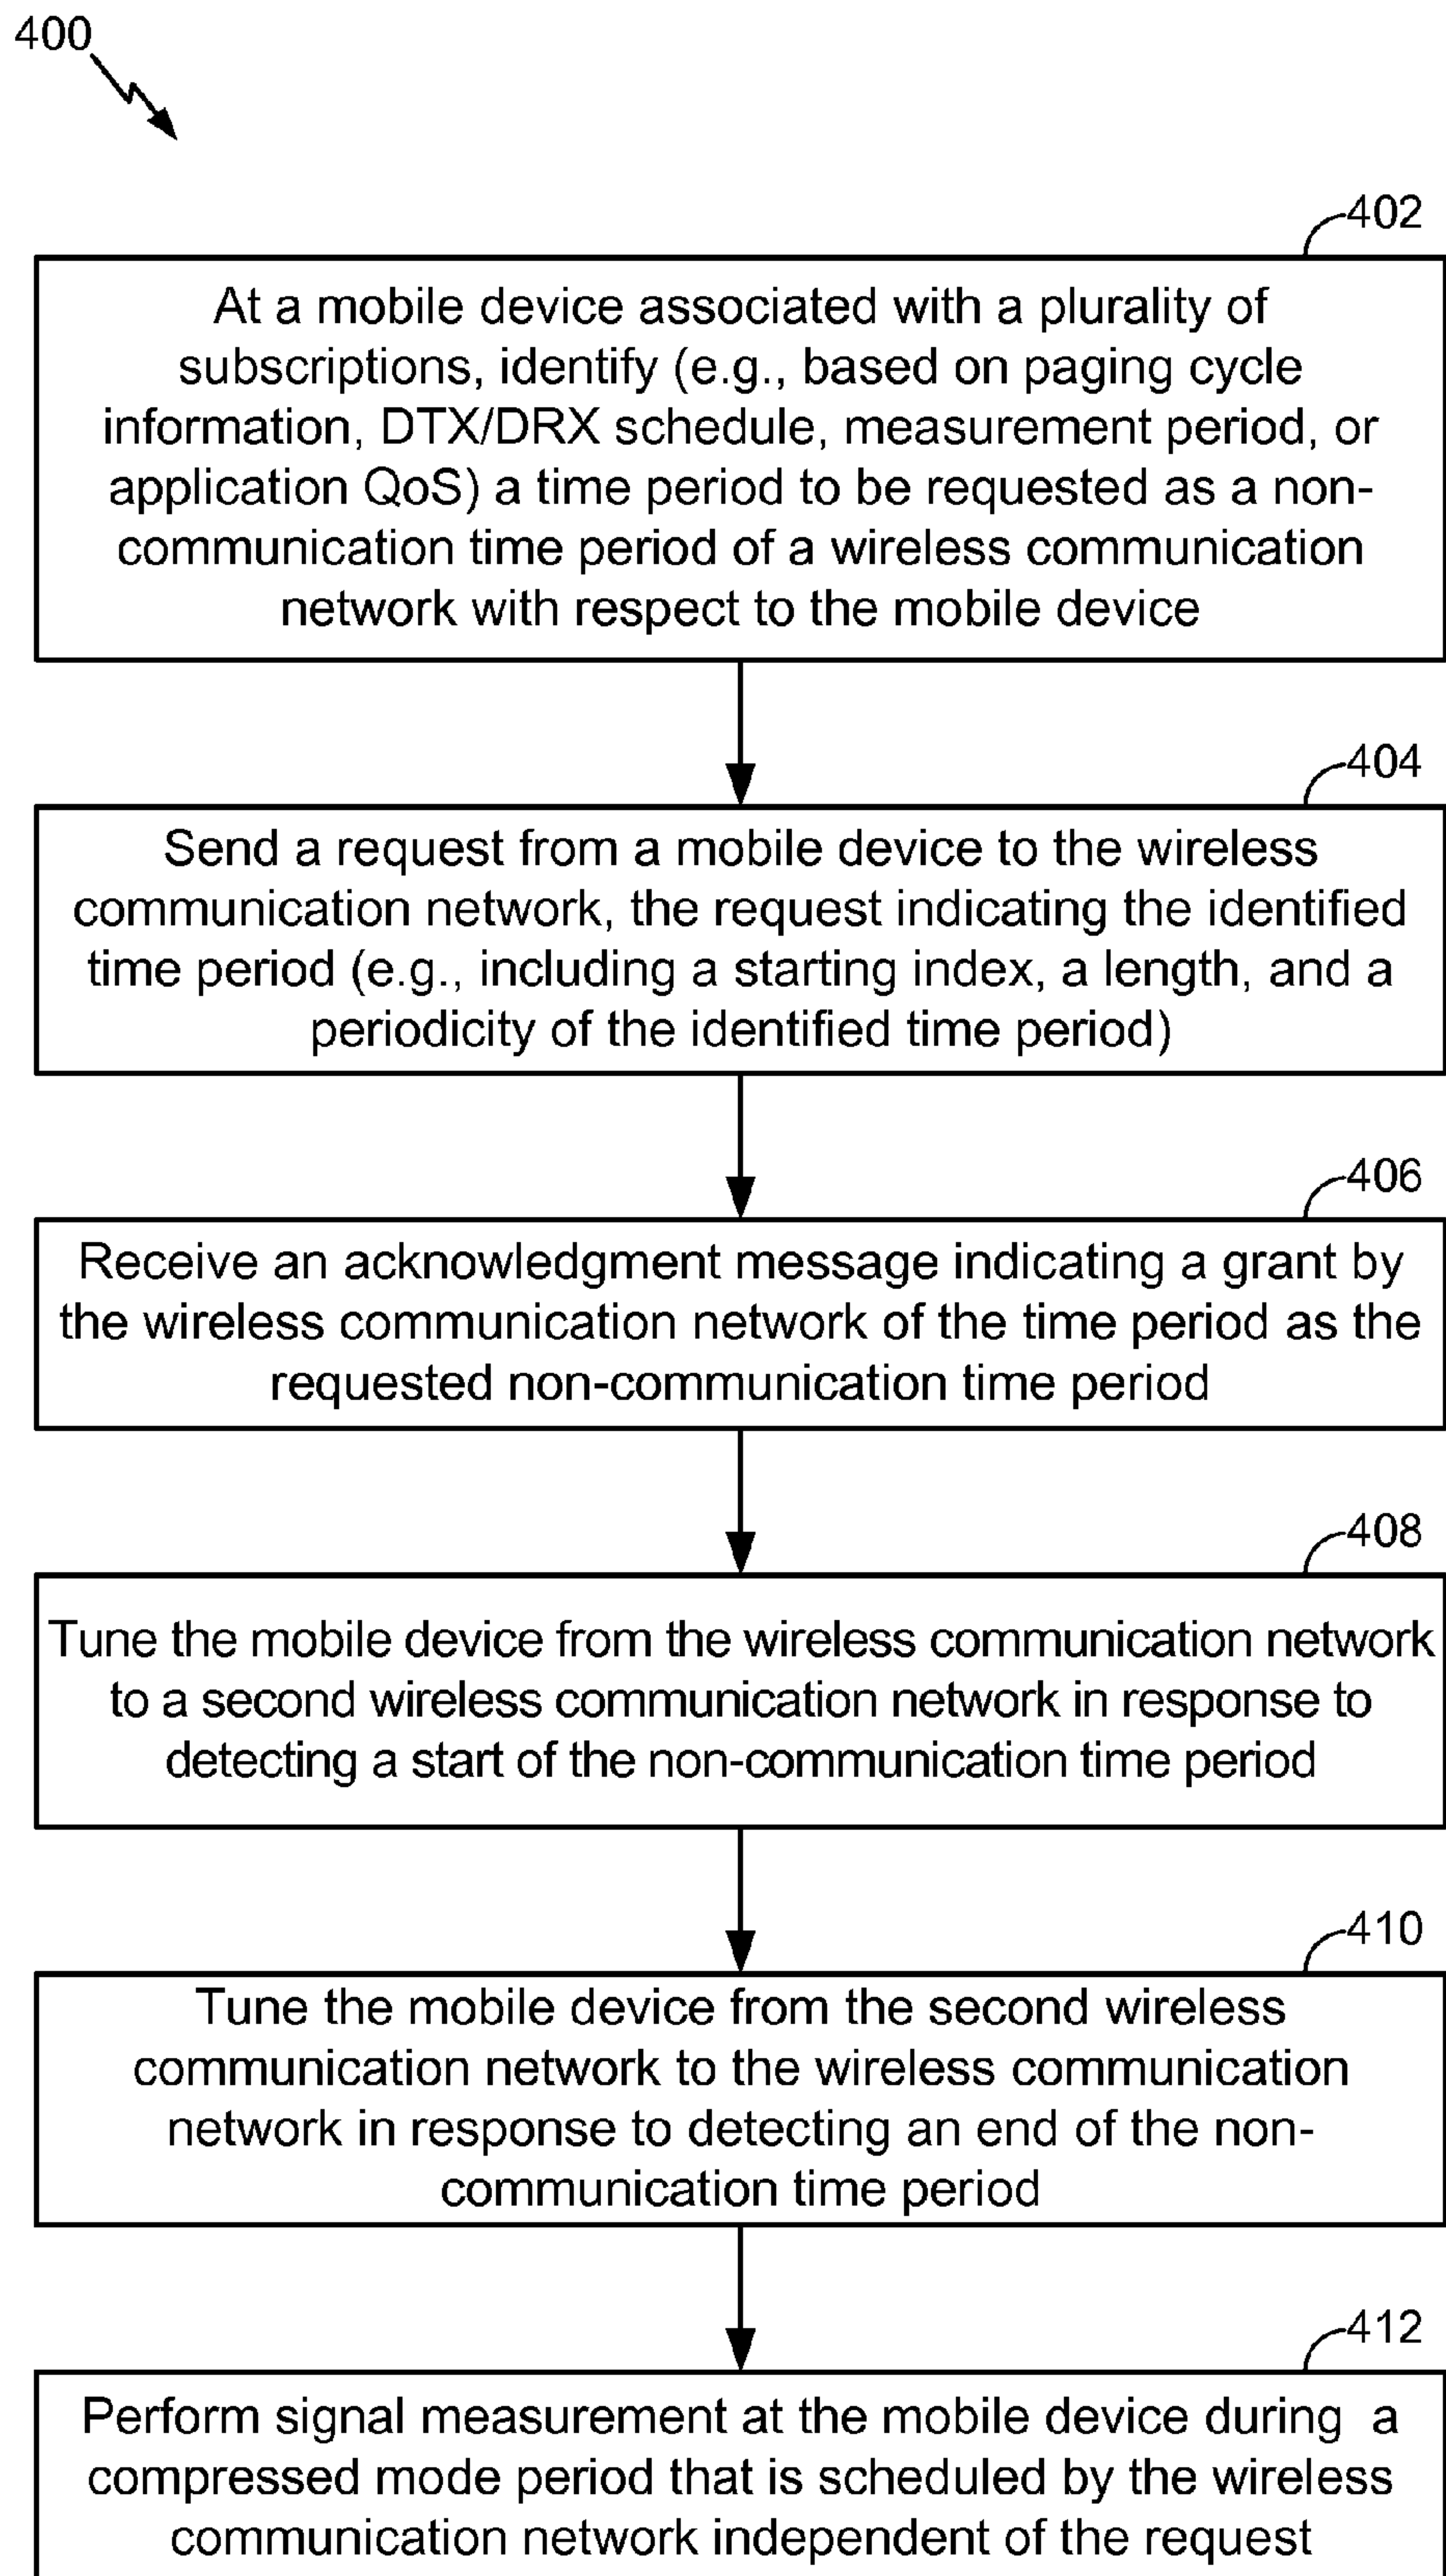 400
402
At a mobile device associated with a plurality of
subscriptions, identify (e.g., based on paging cycle
information, DTX/DRX schedule, measurement period, or
application QoS) a time period to be requested as a non-
communication time period of a wireless communication
network with respect to the mobile device
404
Send a request from a mobile device to the wireless
communication network, the request indicating the identified
time period (e.g., including a starting index, a length, and a
periodicity of the identified time period)
406
Receive an acknowledgment message indicating a grant by
the wireless communication network of the time period as the
requested non-communication time period
408
Tune the mobile device from the wireless communication network
to a second wireless communication network in response to
detecting a start of the non-communication time period
410
Tune the mobile device from the second wireless
communication network to the wireless communication
network in response to detecting an end of the non-
communication time period
412
Perform signal measurement at the mobile device during a
compressed mode period that is scheduled by the wireless
communication network independent of the request